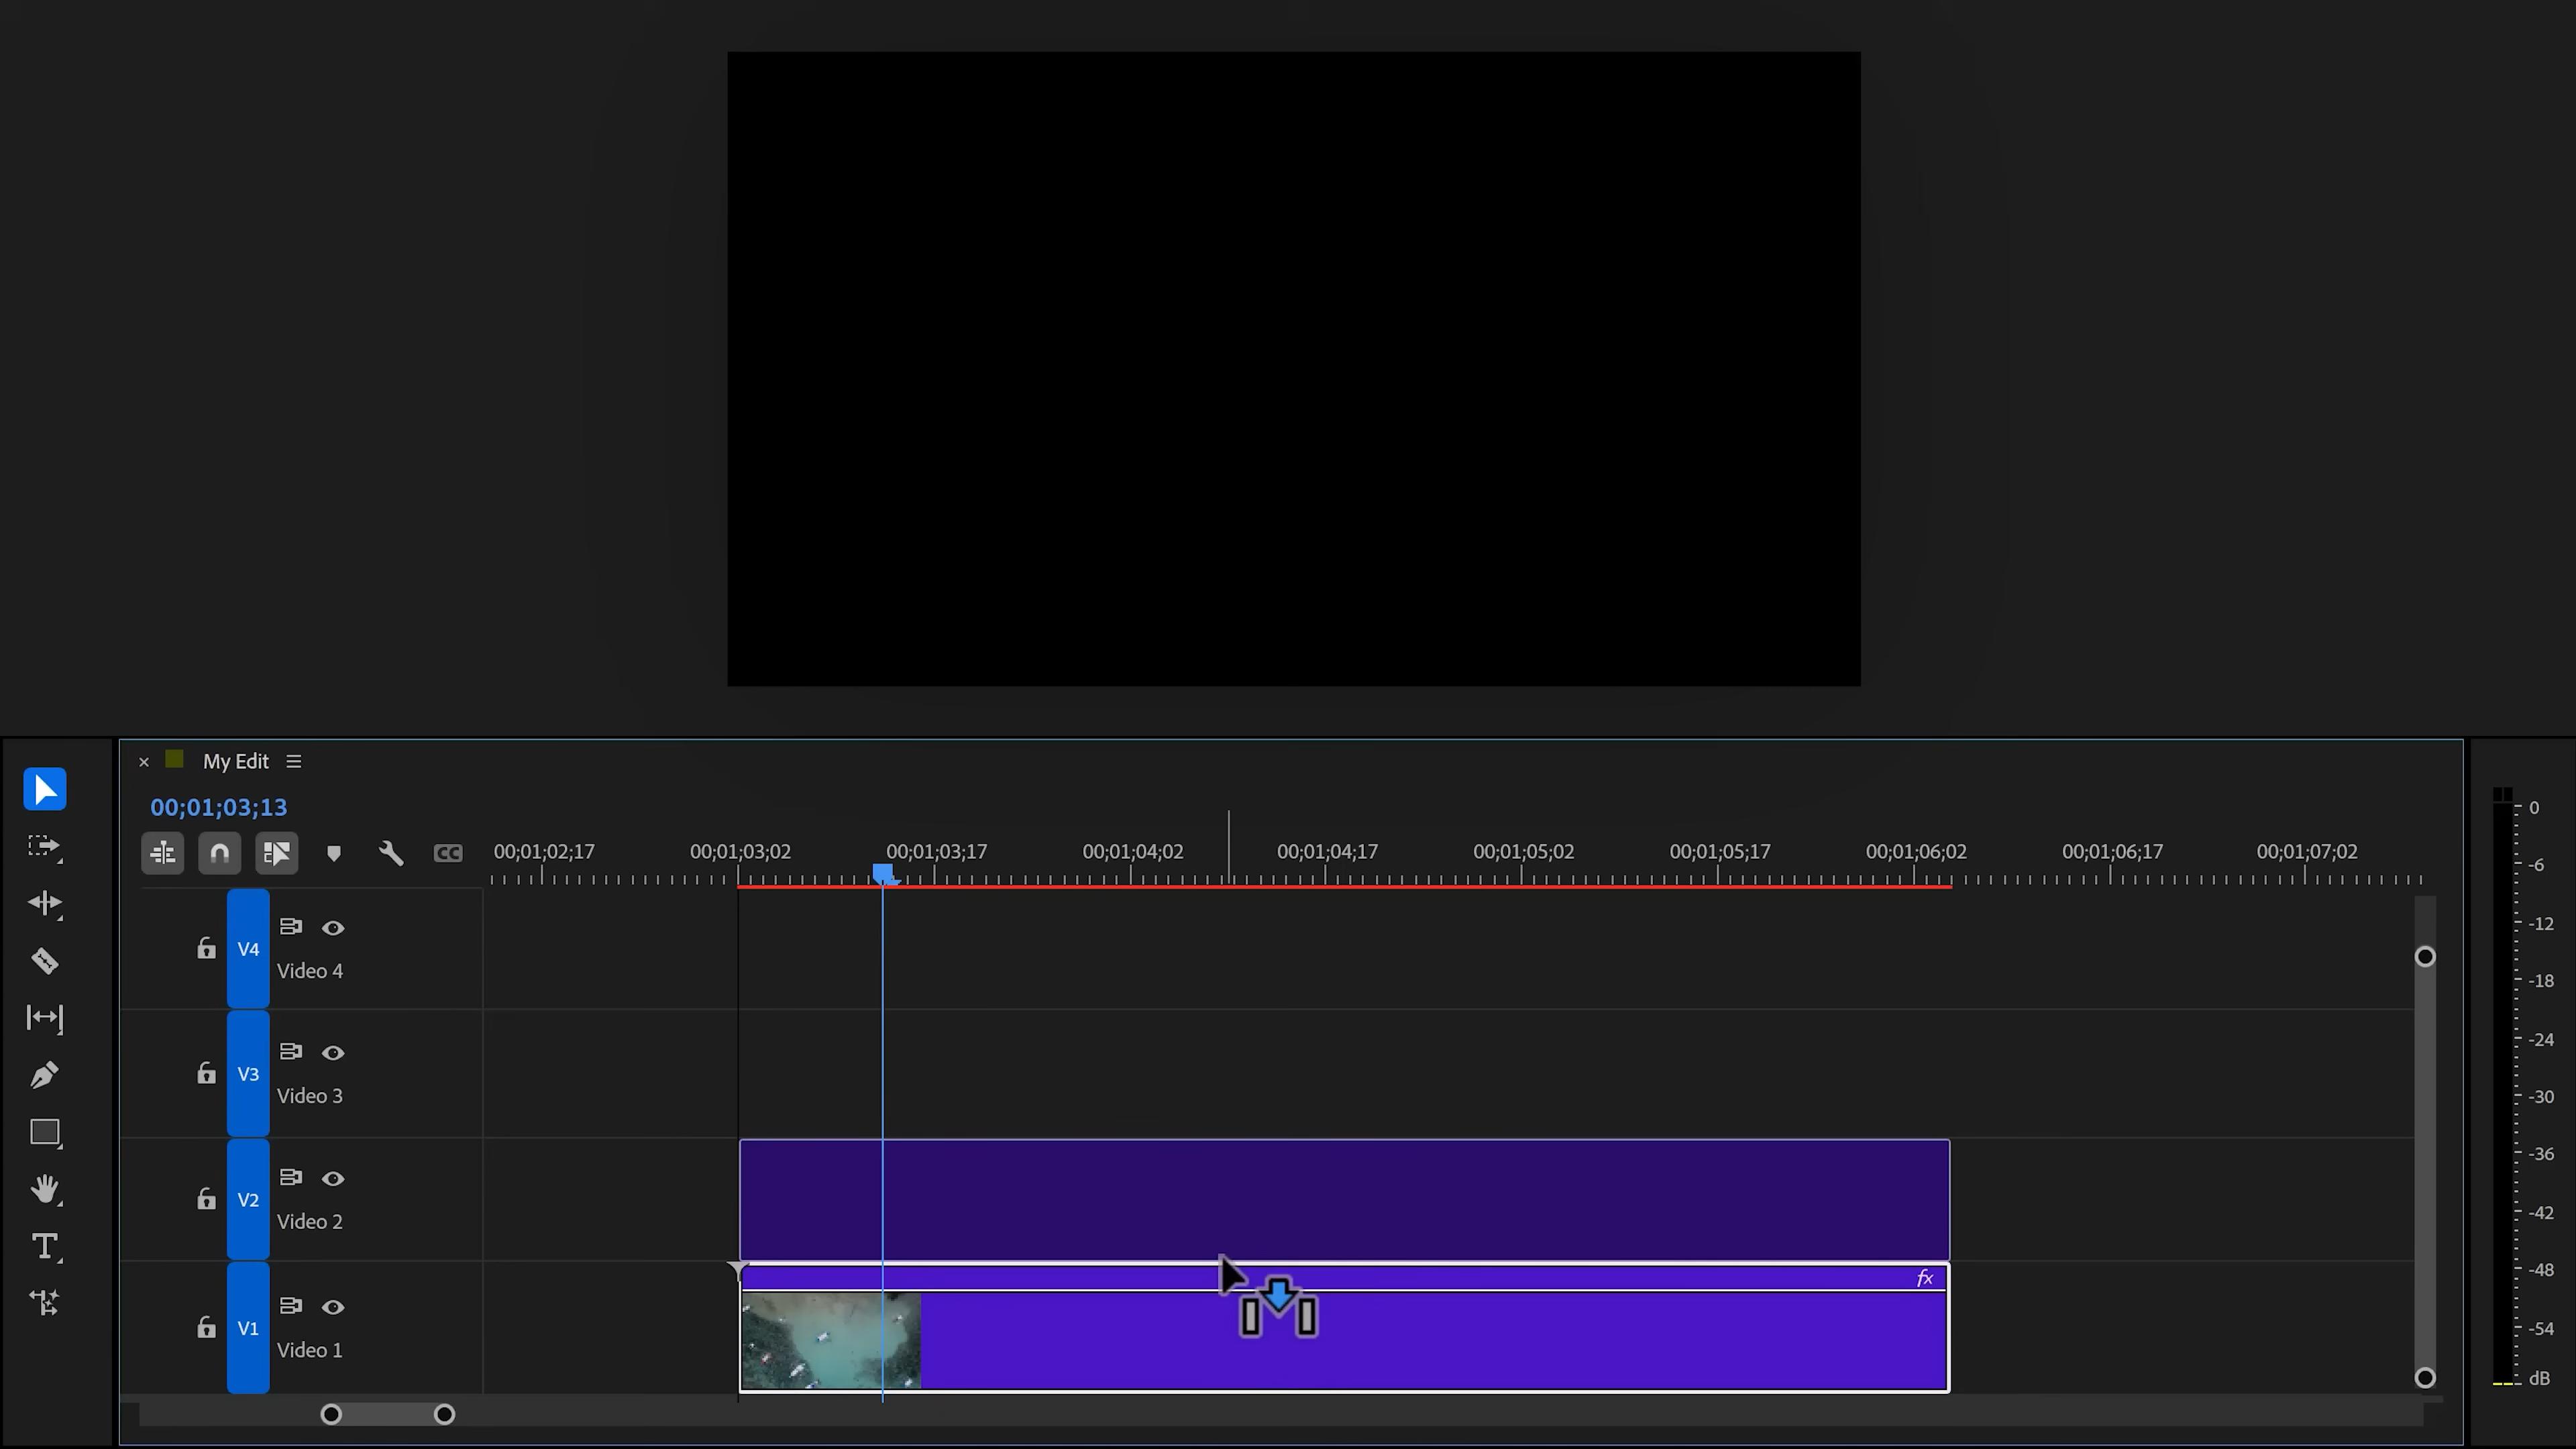 × My Edit
00;01;03;13
CC 00;01;02;17 00;01;03;02 00;01;03;17 00;01;04;02 00;01;04;17 00;01;05;02 00;01;05;17 00;01;06;02 00;01;06;17 00;01;07;02
V4 Video 4
V3 Video 3
V2 Video 2
V1 Video 1
fx
T
0
-6
-12
-18
-24
-30
-36
-42
-48
-54
dB